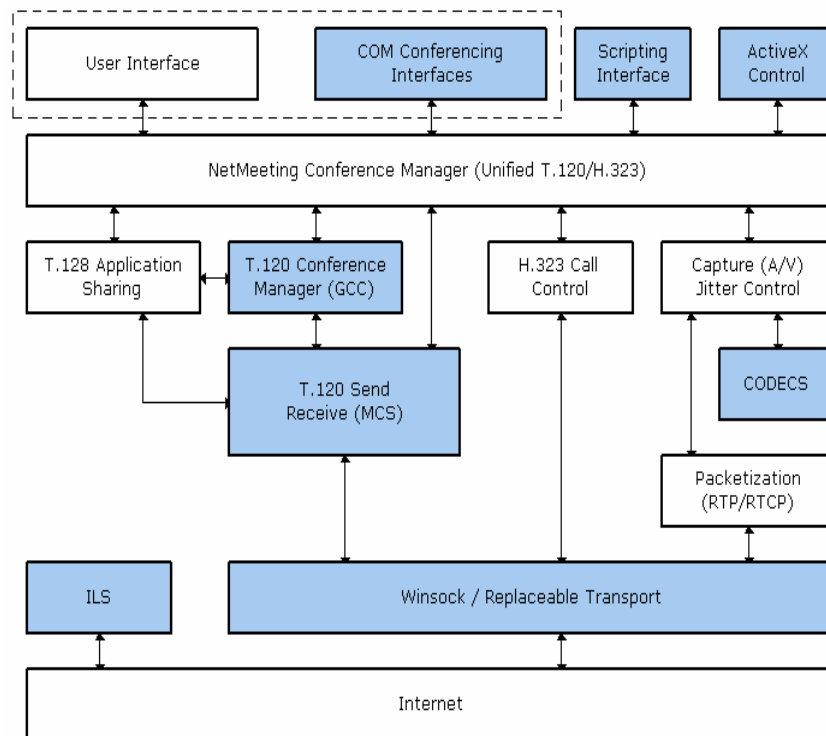 User Interface
COM Conferencing
Interfaces
Scripting
Interface
ActiveX
Control
NetMeeting Conference Manager (Unified T.120/H.323)
T.128 Application
Sharing
T.120 Conference
Manager (GCC)
H.323 Call
Control
Capture (A/V)
Jitter Control
T.120 Send
Receive (MCS)
CODECS
Packetization
(RTP/RTCP)
ILS
Winsock / Replaceable Transport
Internet